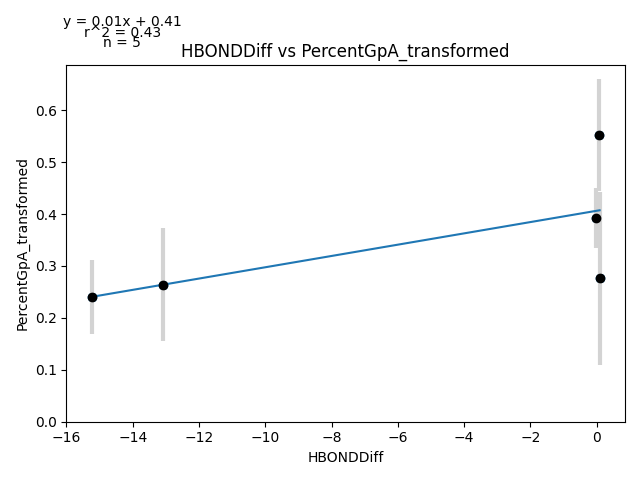 y = 0.01x + 0.41
r^2 = 0.43
n = 5
HBONDDiff vs PercentGpA_transformed
PercentGpA_transformed
0.6
0.5
0.4
0.3
0.2
0.1
0.0
−16 −14 −12 −10 −8 −6 −4 −2 0
HBONDDiff